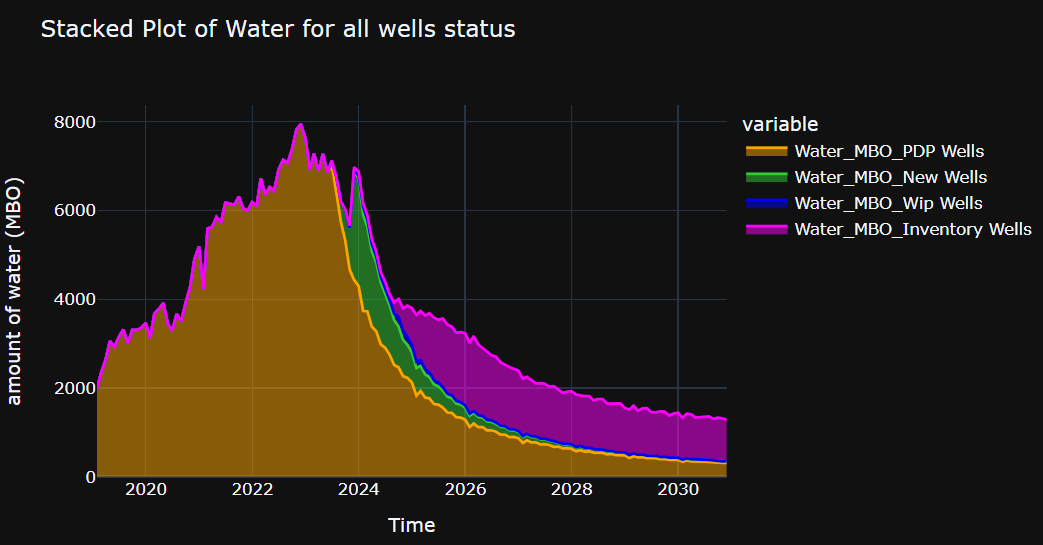 Stacked Plot of Water for all wells status
variable
Water_MBO_PDP Wells
Water_MBO_New Wells
Water_MBO_Wip Wells
Water_MBO_Inventory Wells
amount of water (MBO)
8000
6000
4000
2000
0
2020 2022 2024 2026 2028 2030
Time